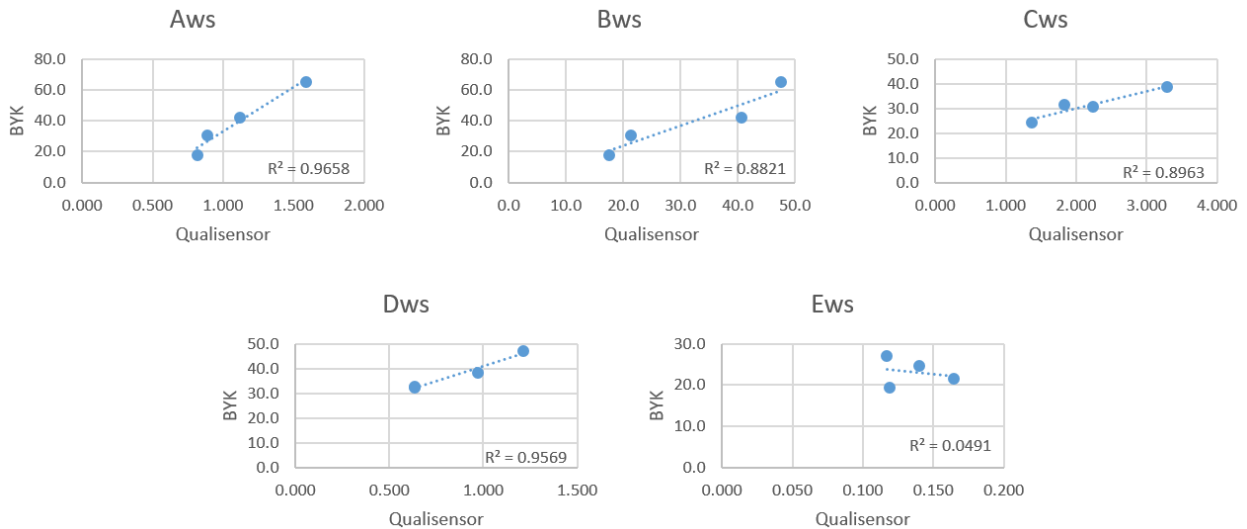 Aws
80.0
60.0
40.0
20.0
0.0
BYK
R² = 0.9658
0.000 0.500 1.000 1.500 2.000
Qualisensor
Bws
80.0
60.0
40.0
20.0
0.0
BYK
R² = 0.8821
0.0 10.0 20.0 30.0 40.0 50.0
Qualisensor
Cws
50.0
40.0
30.0
20.0
10.0
0.0
BYK
R² = 0.8963
0.000 1.000 2.000 3.000 4.000
Qualisensor
Dws
50.0
40.0
30.0
20.0
10.0
0.0
BYK
R² = 0.9569
0.000 0.500 1.000 1.500
Qualisensor
Ews
30.0
20.0
10.0
0.0
BYK
R² = 0.0491
0.000 0.050 0.100 0.150 0.200
Qualisensor